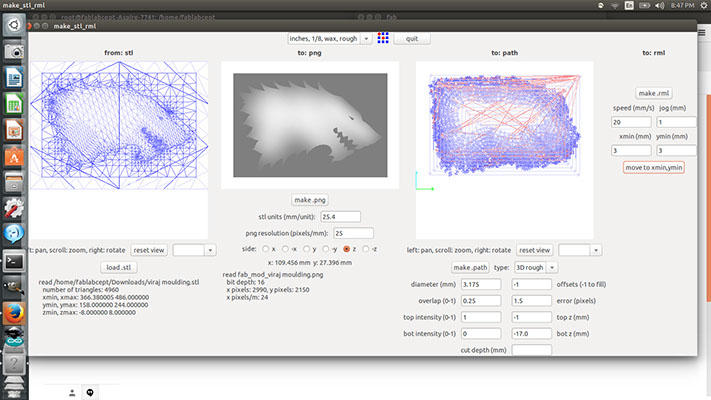 make_stl_rml
En
8:47 PM
root@fablabcept-Aspire-7741: /home/fablabcept
fab
make_stl_rml
inches, 1/8, wax, rough
quit
from: stl
to: png
to: path
to: rml
make .rml
speed (mm/s)
jog (mm)
20
1
xmin (mm)
ymin (mm)
3
3
move to xmin,ymin
make .png
stl units (mm/unit):
25.4
png resolution (pixels/mm):
25
side:
x
-x
y
-y
z
-z
x: 109.456 mm y: 27.396 mm
left: pan, scroll: zoom, right: rotate
reset view
load .stl
read /home/fablabcept/Downloads/viraj moulding.stl
number of triangles: 4960
xmin, xmax: 366.380005 486.000000
ymin, ymax: 158.000000 244.000000
zmin, zmax: -8.000000 8.000000
read fab_mod_viraj moulding.png
bit depth: 16
x pixels: 2990, y pixels: 2150
x pixels/m: 24
left: pan, scroll: zoom, right: rotate
reset view
make .path
type:
3D rough
diameter (mm)
3.175
-1
offsets (-1 to fill)
overlap (0-1)
0.25
1.5
error (pixels)
top intensity (0-1)
1
-1
top z (mm)
bot intensity (0-1)
0
-17.0
bot z (mm)
cut depth (mm)